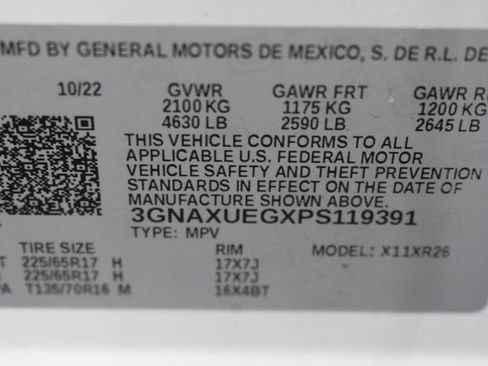 MFD BY GENERAL MOTORS DE MEXICO, S. DE R.L. DE
10/22 GVWR GAWR FRT GAWR
2100 KG 1175 KG 1200 KG
4630 LB 2590 LB 2645 LB
THIS VEHICLE CONFORMS TO ALL
APPLICABLE U.S. FEDERAL MOTOR
VEHICLE SAFETY AND THEFT PREVENTION
STANDARDS IN EFFECT ON THE DATE OF
MANUFACTURE SHOWN ABOVE.
3GNAXUEGXPS119391
TYPE: MPV MODEL: X11XR26
TIRE SIZE RIM
225/65R17 H 17X7J
225/65R17 H 17X7J
T135/70R16 M 16X4BT